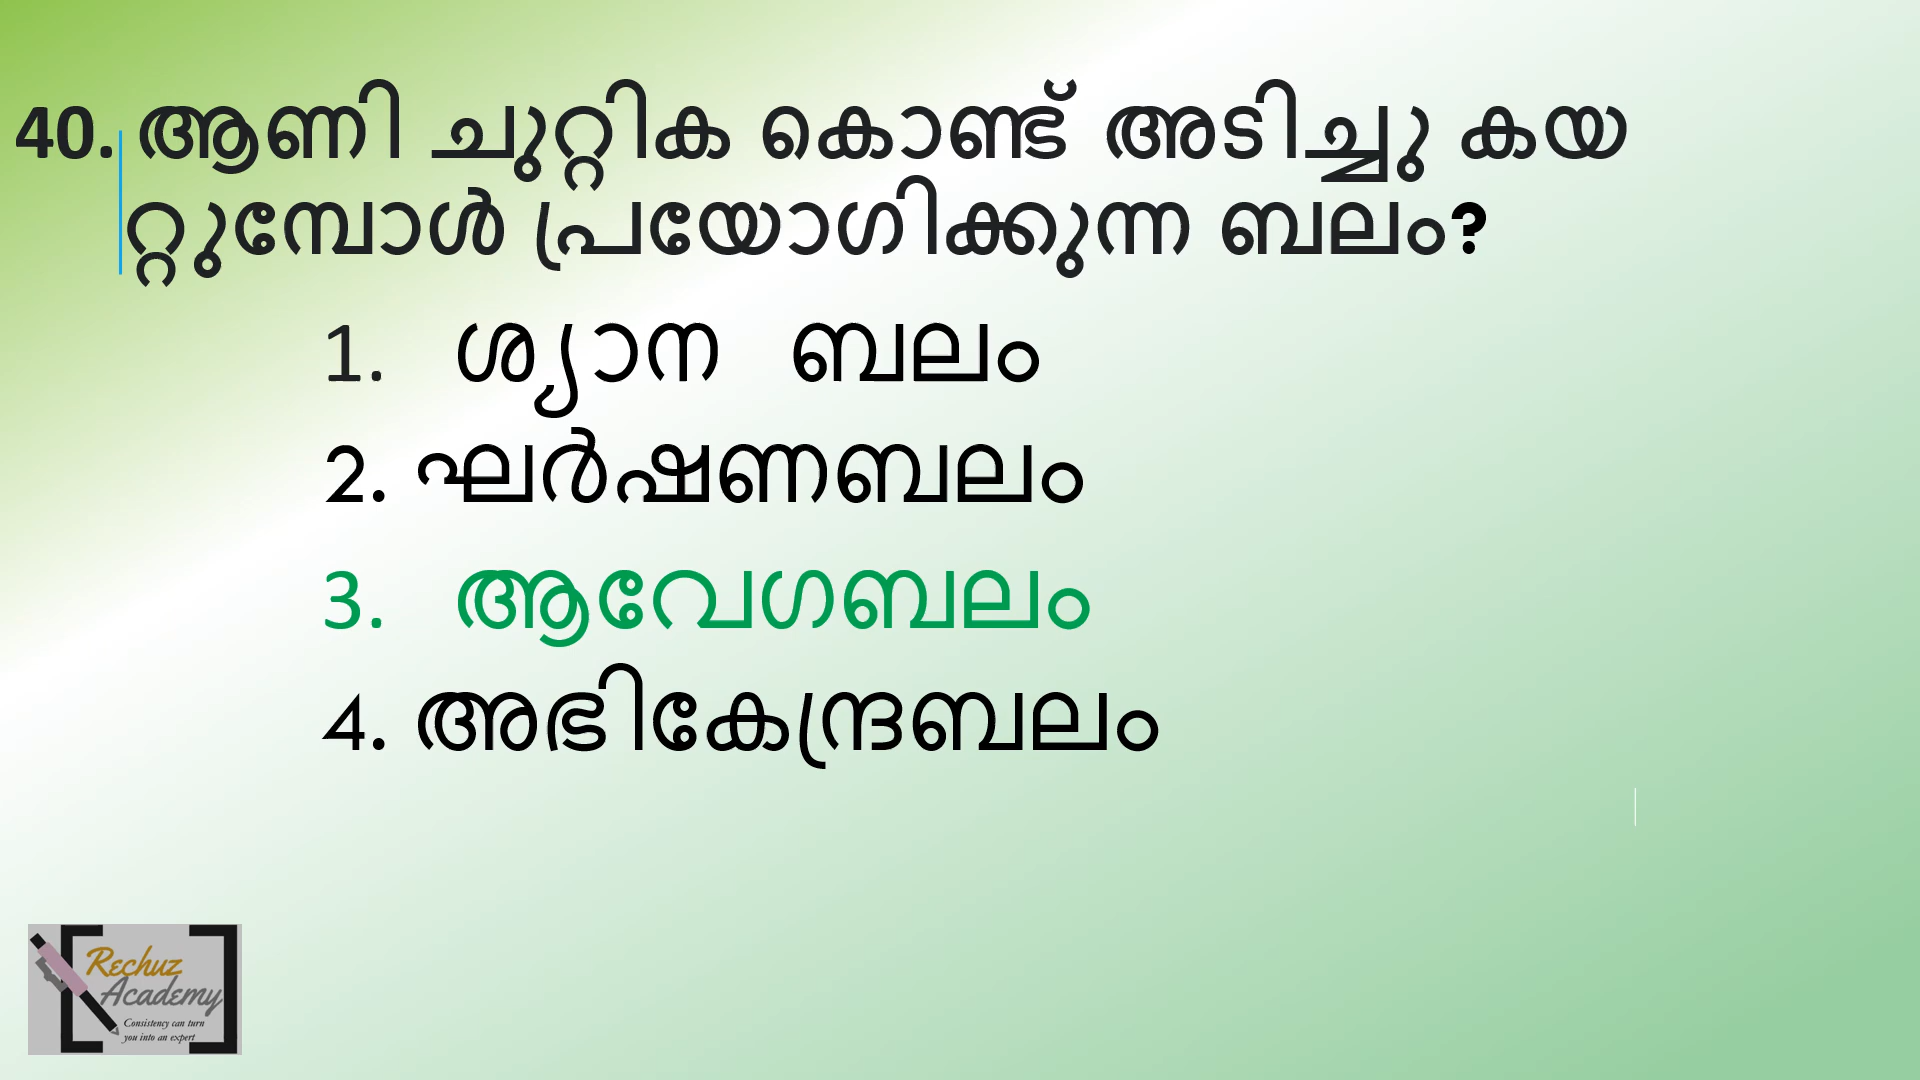 40. ആണി ചുറ്റിക കൊണ്ട് അടിച്ചു കയ
റ്റുമ്പോൾ പ്രയോഗിക്കുന്ന ബലം?
1. ശ്യാന ബലം
2. ഘർഷണബലം
3. ആവേഗബലം
4. അഭികേന്ദ്രബലം
Rechuz
Academy
Consistency can turn
you into an expert